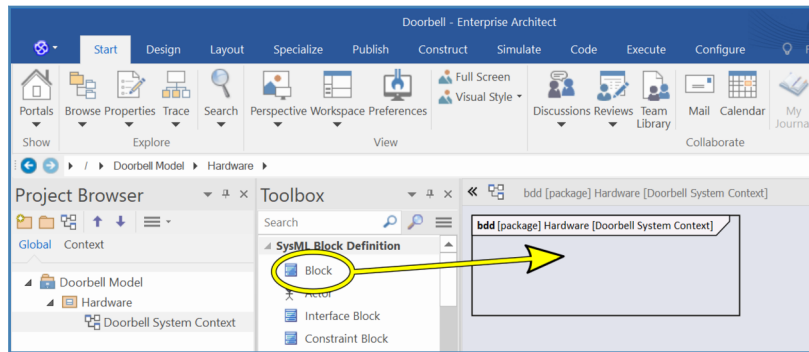 Doorbell - Enterprise Architect
Start Design Layout Specialize Publish Construct Simulate Code Execute Configure
Full Screen
Visual Style
Portals Browse Properties Trace Search Perspective Workspace Preferences Discussions Reviews Team Library Mail Calendar My
Show Explore View Collaborate
/ Doorbell Model Hardware
Project Browser
Toolbox
bdd [package] Hardware [Doorbell System Context]
Search
bdd [package] Hardware [Doorbell System Context]
Global Context
SysML Block Definition
Block
Doorbell Model
Actor
Hardware
Interface Block
Doorbell System Context
Constraint Block